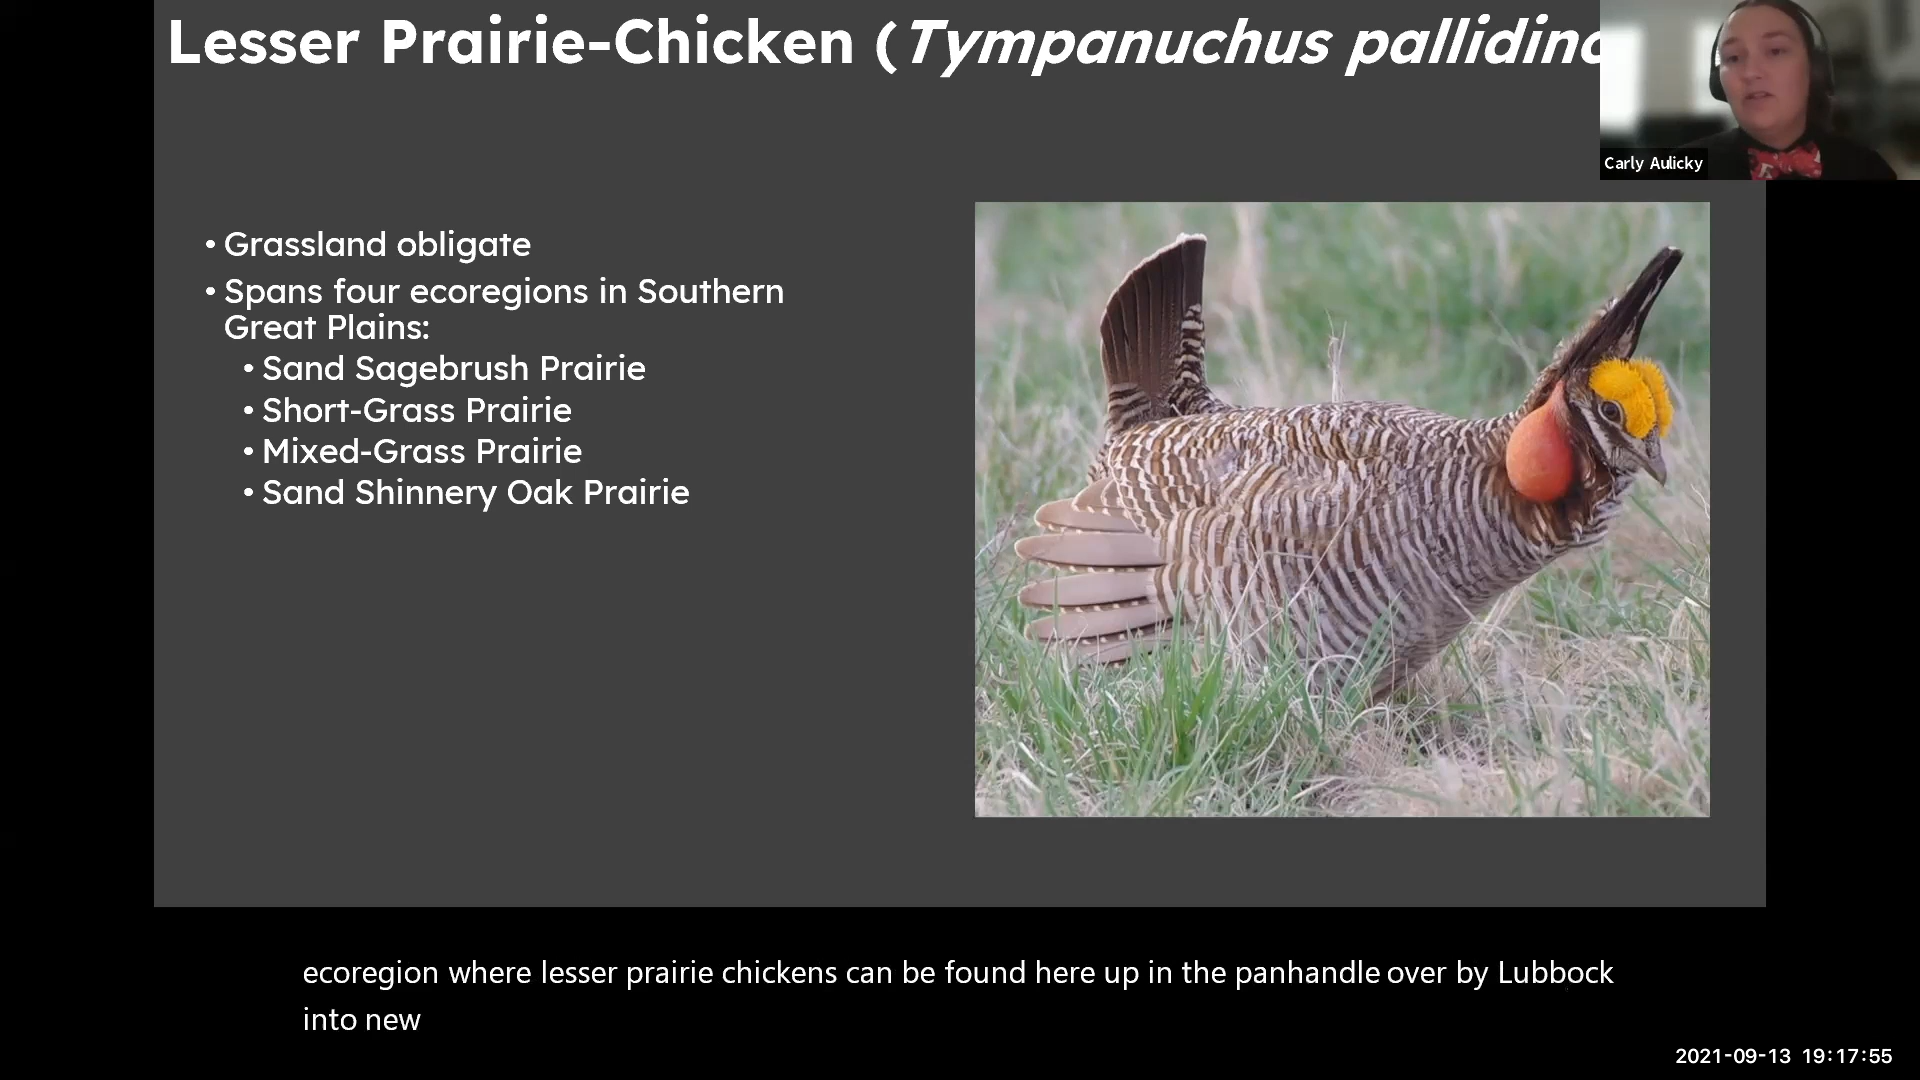 Lesser Prairie-Chicken (Tympanuchus pallidinc
Carly Aulicky
• Grassland obligate
• Spans four ecoregions in Southern
Great Plains:
• Sand Sagebrush Prairie
• Short-Grass Prairie
• Mixed-Grass Prairie
• Sand Shinnery Oak Prairie
ecoregion where lesser prairie chickens can be found here up in the panhandle over by Lubbock
into new
2021-09-13 19:17:55